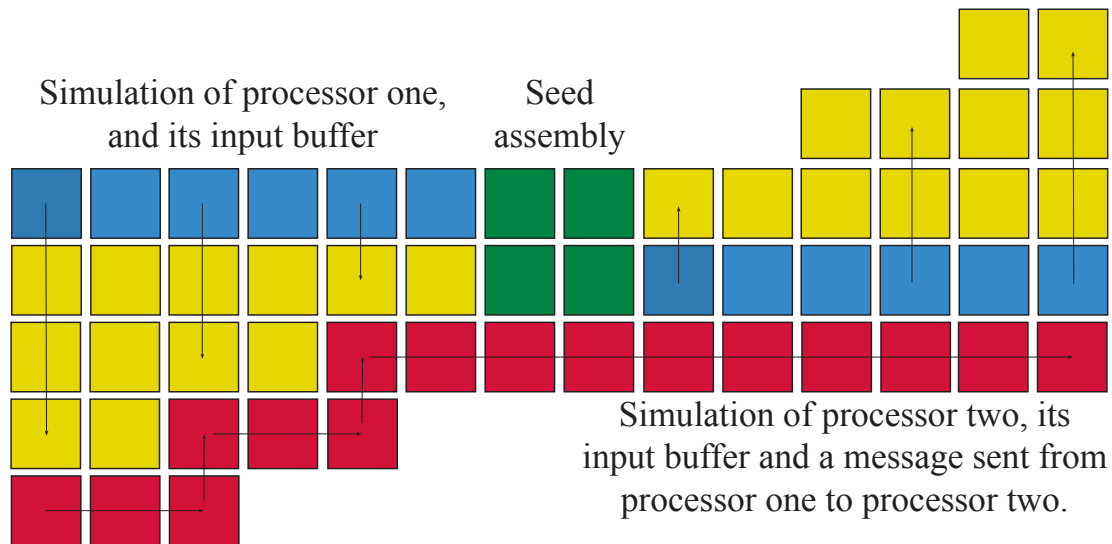 Simulation of processor one,
and its input buffer
Seed
assembly
Simulation of processor two, its
input buffer and a message sent from
processor one to processor two.